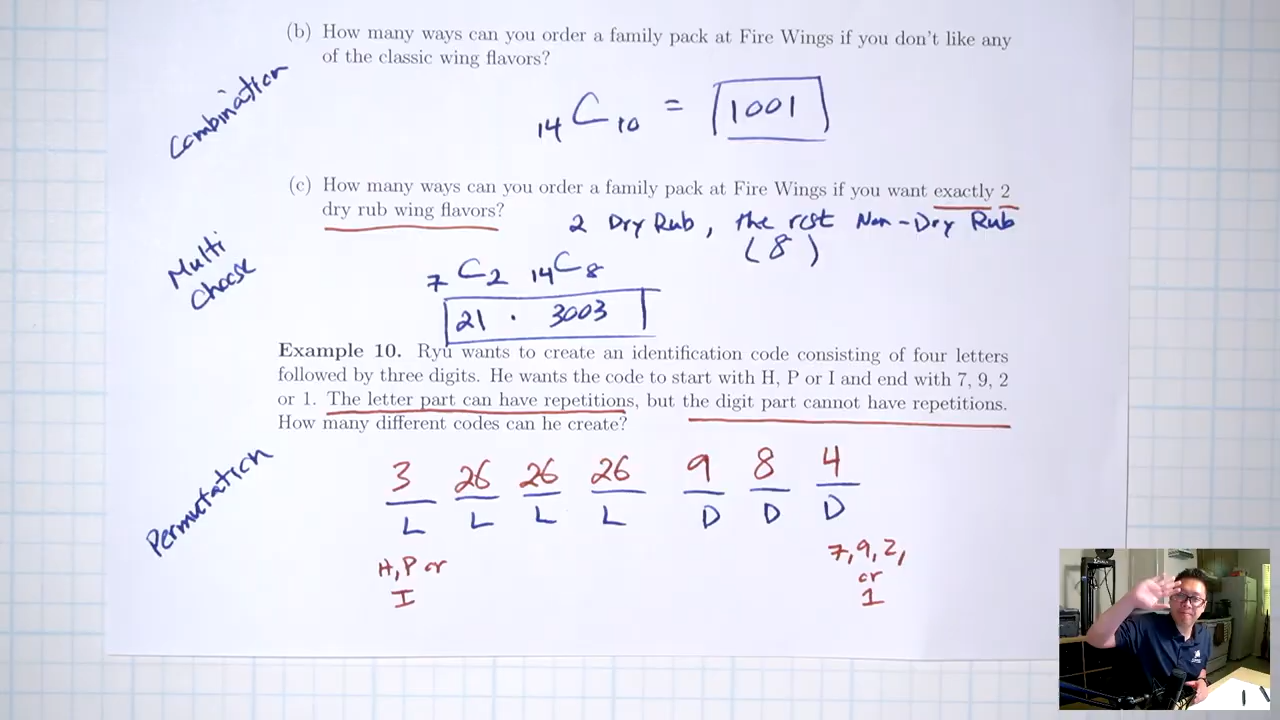 (b) How many ways can you order a family pack at Fire Wings if you don't like any
of the classic wing flavors?
Combination
14 C 10 = 1001
(c) How many ways can you order a family pack at Fire Wings if you want exactly 2
dry rub wing flavors?
2 Dry Rub, the rest Non-Dry Rub
(8)
Multi
Choose
7 C 2 14 C 8
21 · 3003
Example 10. Ryu wants to create an identification code consisting of four letters
followed by three digits. He wants the code to start with H, P or I and end with 7, 9, 2
or 1. The letter part can have repetitions, but the digit part cannot have repetitions.
How many different codes can he create?
Permutation
3 26 26 26 9 8 4
L L L L D D D
H, P or
I
7, 9, 2,
or
1